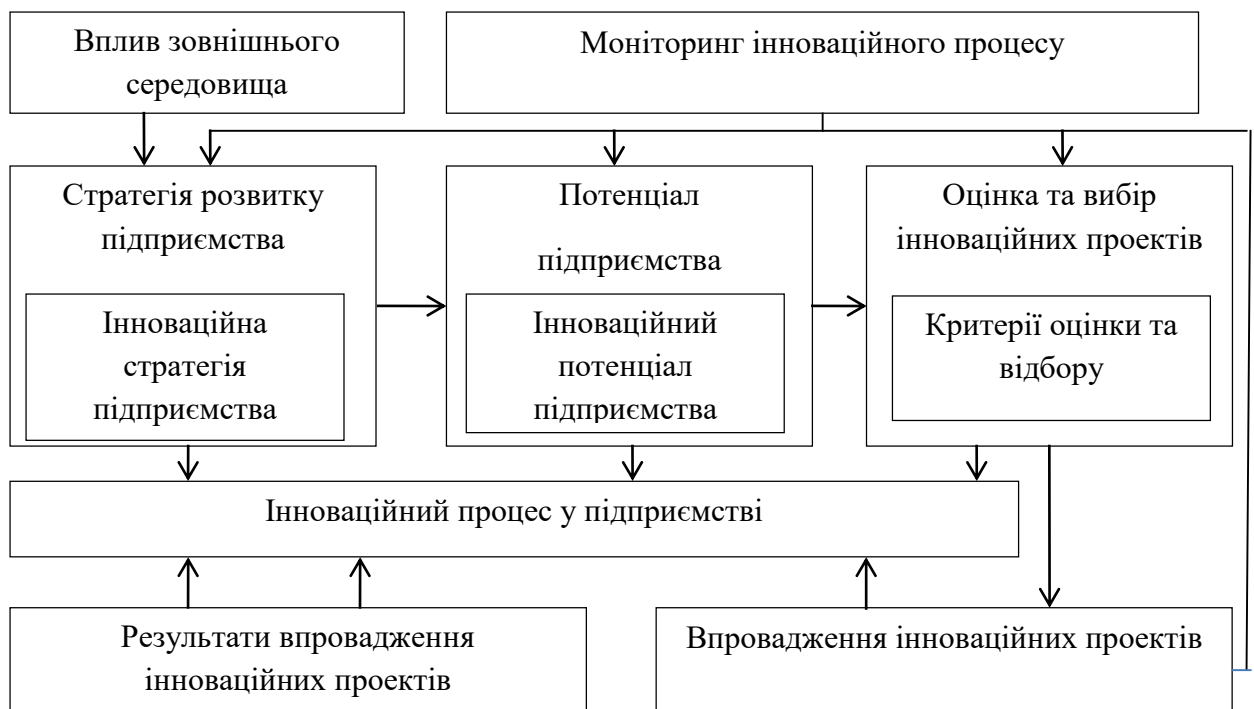 Вплив зовнішнього
середовища
Моніторинг інноваційного процесу
Стратегія розвитку
підприємства
Інноваційна
стратегія
підприємства
Потенціал
підприємства
Інноваційний
потенціал
підприємства
Оцінка та вибір
інноваційних проектів
Критерії оцінки та
відбору
Інноваційний процес у підприємстві
Результати впровадження
інноваційних проектів
Впровадження інноваційних проектів